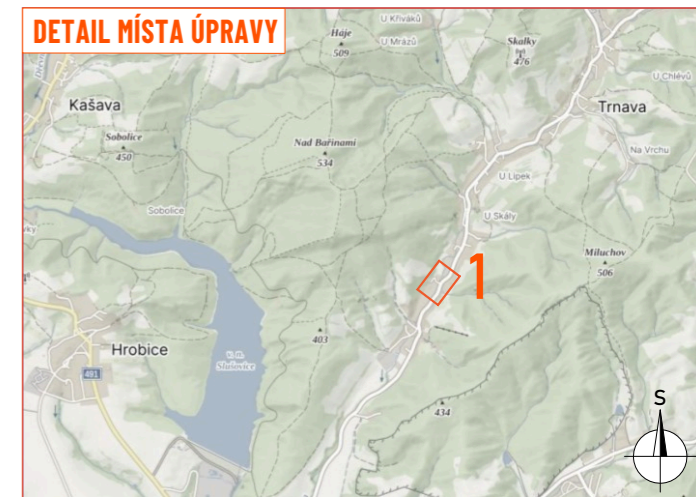 DETAIL MÍSTA ÚPRAVY
U Křiváků
Háje
509
U Mrázů
Skalky
476
U Chlévů
Kašava
Trnava
Sobolice
450
Nad Bařinami
534
Na Vrchu
U Lipek
Sobolice
U Skály
Miluchov
506
1
403
Hrobice
v. n.
Slušovice
491
434
S